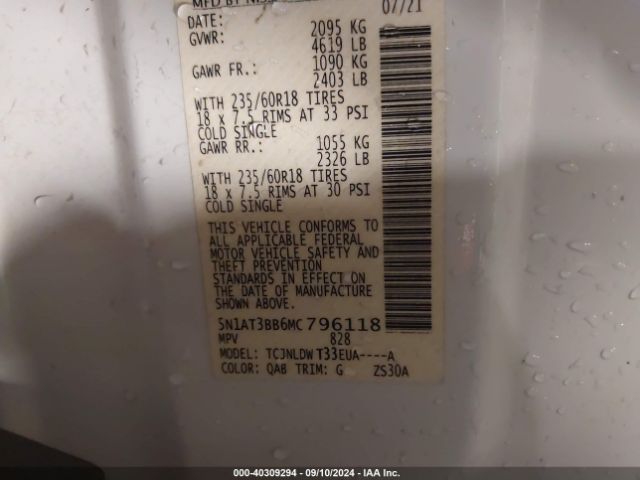 MFD BY
DATE: 07/21
GVWR: 2095 KG
4619 LB
GAWR FR.: 1090 KG
2403 LB
WITH 235/60R18 TIRES
18 x 7.5 RIMS AT 33 PSI
COLD SINGLE
GAWR RR.: 1055 KG
2326 LB
WITH 235/60R18 TIRES
18 x 7.5 RIMS AT 30 PSI
COLD SINGLE
THIS VEHICLE CONFORMS TO
ALL APPLICABLE FEDERAL
MOTOR VEHICLE SAFETY AND
THEFT PREVENTION
STANDARDS IN EFFECT ON
THE DATE OF MANUFACTURE
SHOWN ABOVE.
5N1AT3BB6MC796118
MPV 828
MODEL: TCJNLDW T33EUA----A
COLOR: QAB TRIM: G ZS30A
000-40309294 - 09/10/2024 - IAA Inc.